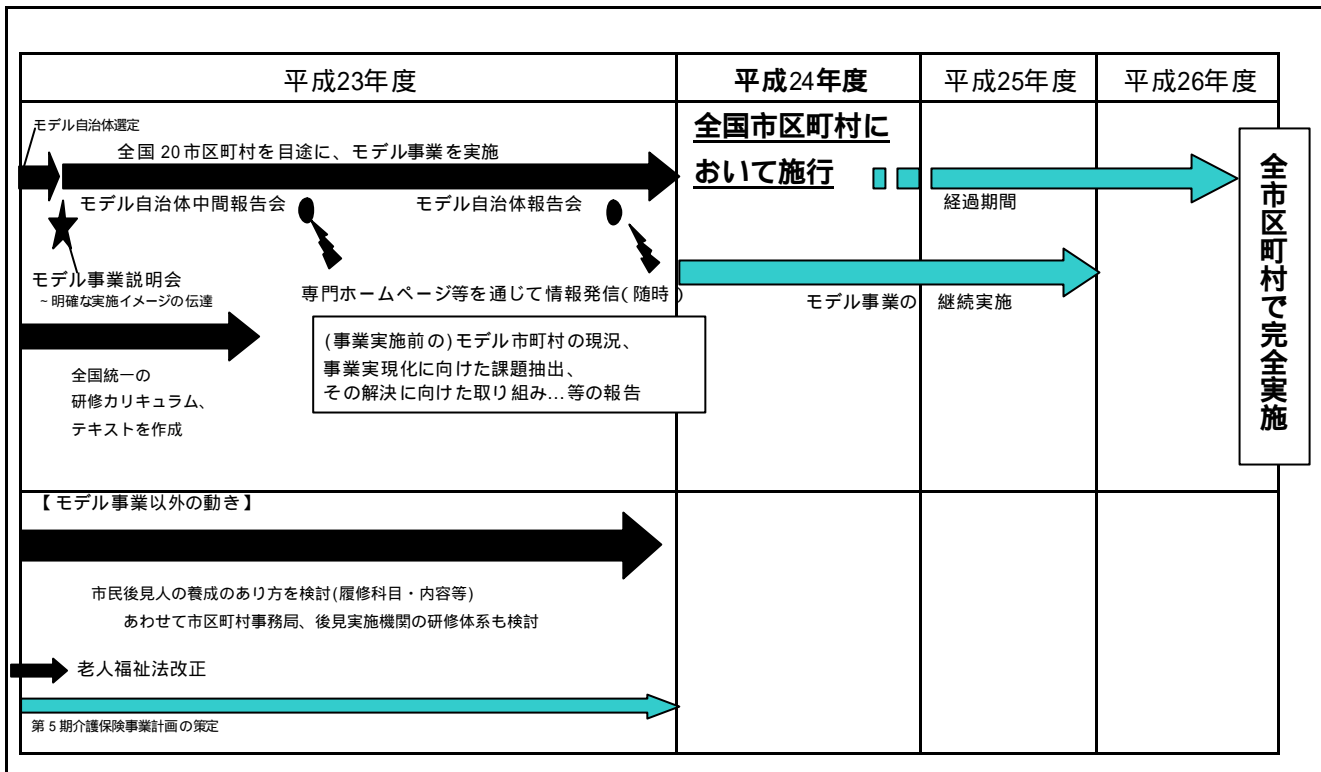 平成23年度
平成24年度
平成25年度
平成26年度
モデル自治体選定
全国20市区町村を目途に、モデル事業を実施
モデル自治体中間報告会
モデル自治体報告会
モデル事業説明会
~明確な実施イメージの伝達
専門ホームページ等を通じて情報発信(随時)
全国統一の
研修カリキュラム、
テキストを作成
(事業実施前の)モデル市町村の現況、
事業実現化に向けた課題抽出、
その解決に向けた取り組み…等の報告
全国市区町村に
おいて施行
経過期間
モデル事業の 継続実施
全市区町村で完全実施
【モデル事業以外の動き】
市民後見人の養成のあり方を検討(履修科目・内容等)
あわせて市区町村事務局、後見実施機関の研修体系も検討
老人福祉法改正
第5期介護保険事業計画の策定